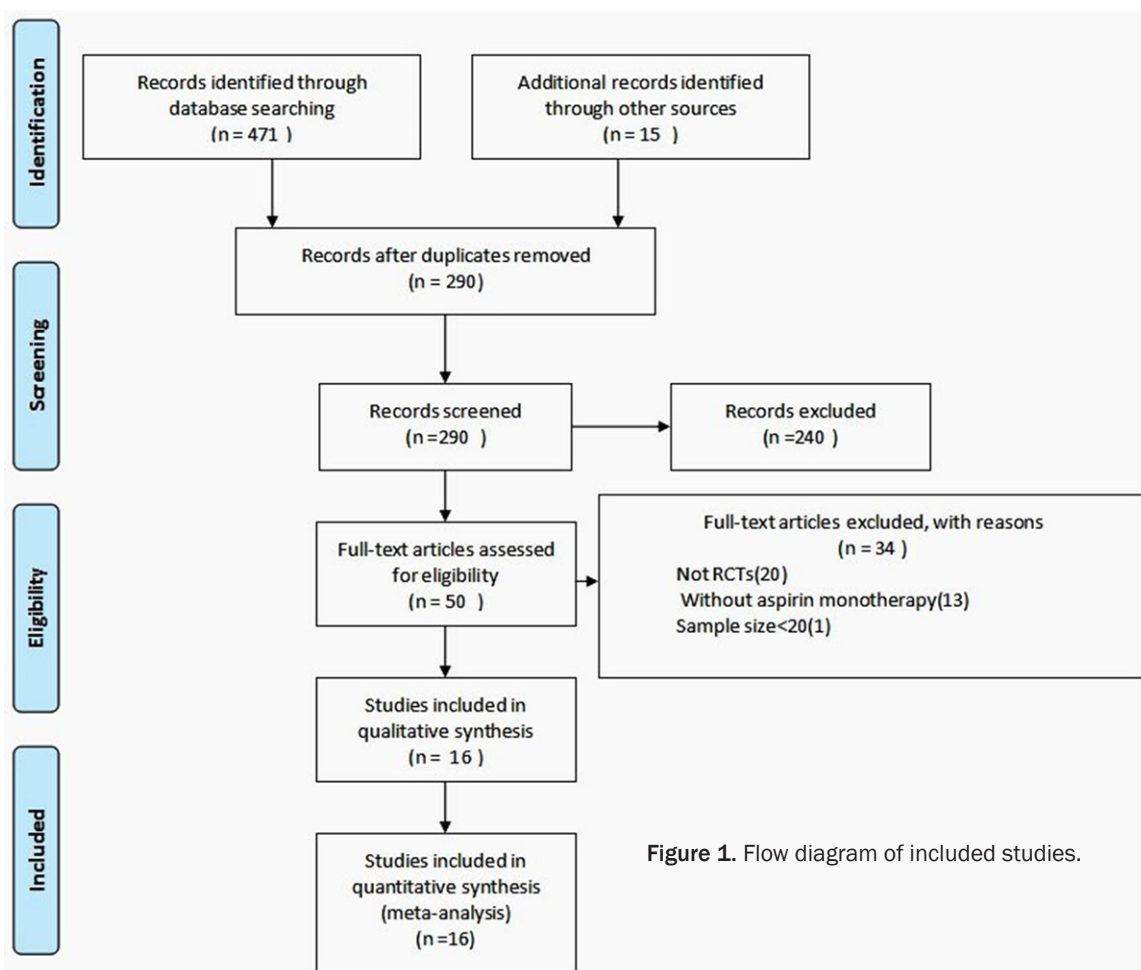 Identification
Records identified through
database searching
(n = 471 )
Additional records identified
through other sources
(n = 15 )
Records after duplicates removed
(n = 290)
Screening
Records screened
(n =290 )
Records excluded
(n =240 )
Eligibility
Full-text articles assessed
for eligibility
(n = 50 )
Full-text articles excluded, with reasons
(n = 34 )
Not RCTs(20)
Without aspirin monotherapy(13)
Sample size<20(1)
Studies included in
qualitative synthesis
(n = 16 )
Included
Studies included in
quantitative synthesis
(meta-analysis)
(n =16)
Figure 1. Flow diagram of included studies.